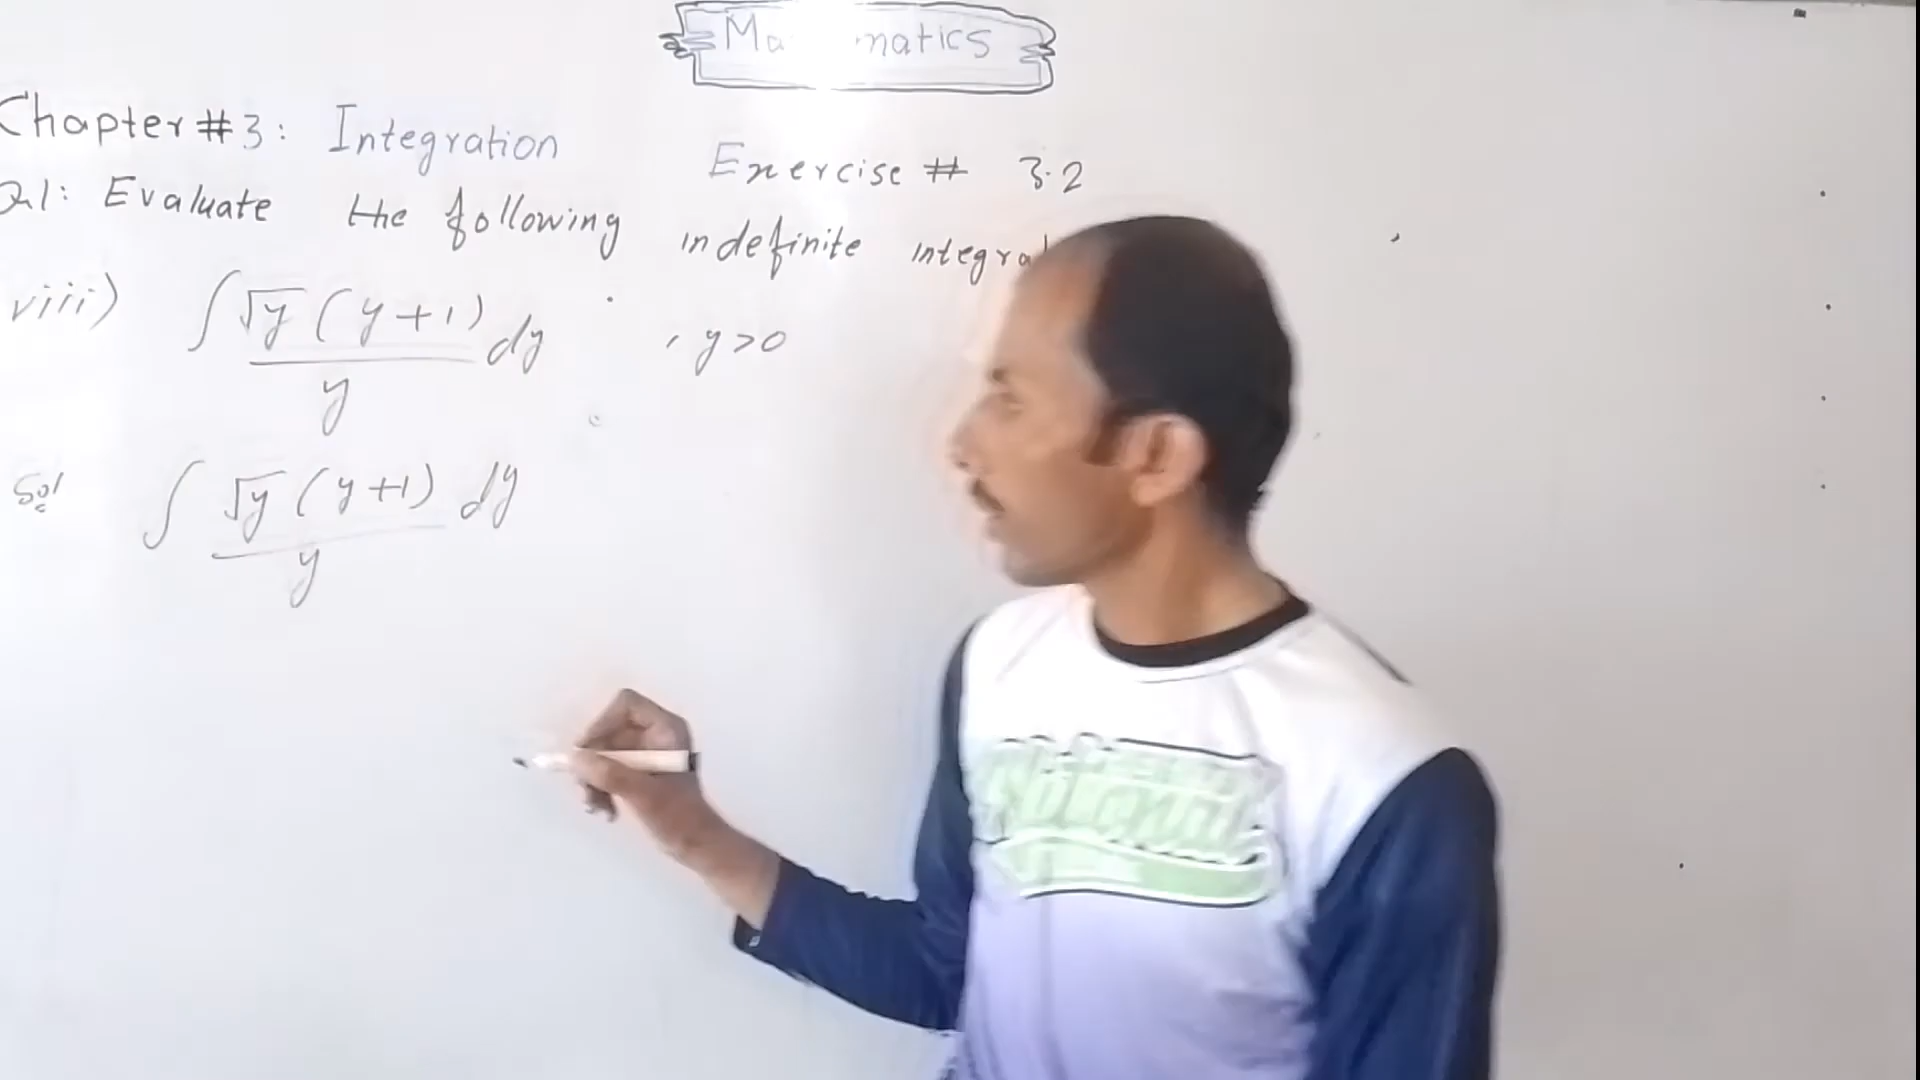 Chapter #3: Integration
Exercise # 3.2
Q1: Evaluate the following indefinite
viii) ∫ √y (y+1) / y dy , y>0
Sol ∫ √y (y+1) / y dy